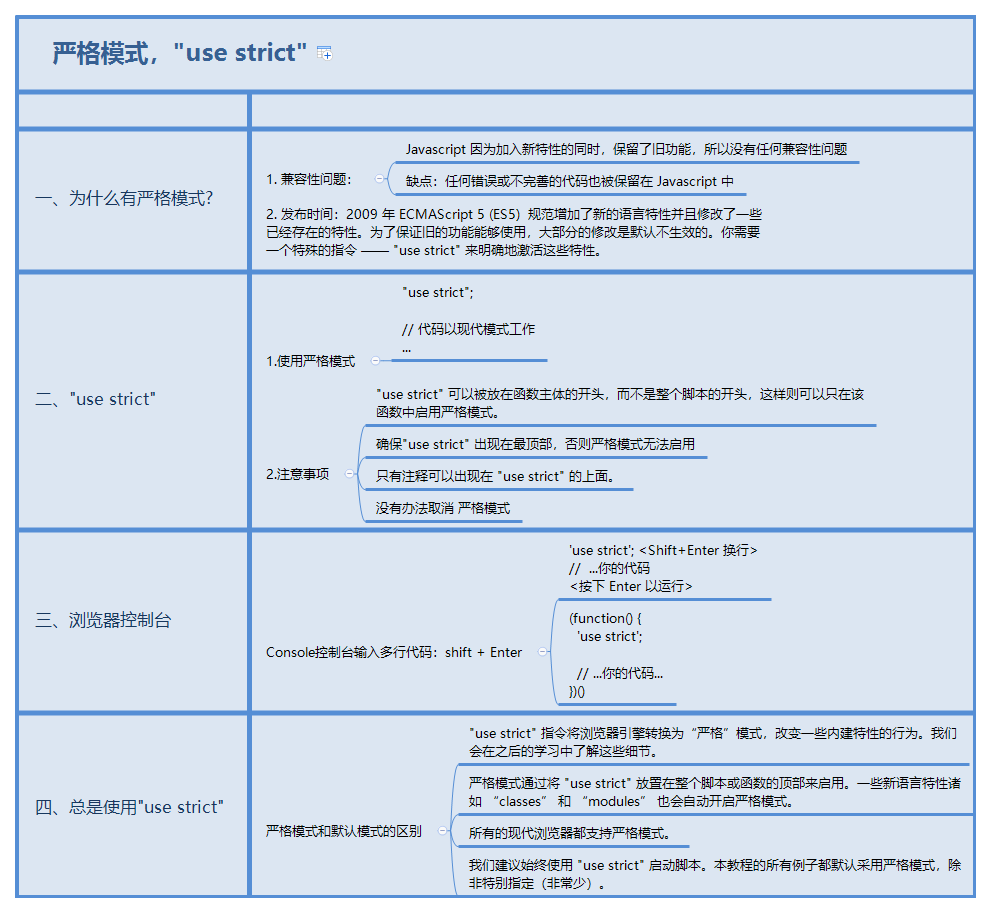 严格模式，"use strict"
一、为什么有严格模式？
1. 兼容性问题：
Javascript 因为加入新特性的同时，保留了旧功能，所以没有任何兼容性问题
缺点：任何错误或不完善的代码也被保留在 Javascript 中
2. 发布时间：2009 年 ECMAScript 5 (ES5) 规范增加了新的语言特性并且修改了一些
已经存在的特性。为了保证旧的功能能够使用，大部分的修改是默认不生效的。你需要
一个特殊的指令 —— "use strict" 来明确地激活这些特性。
二、"use strict"
1.使用严格模式
"use strict";
// 代码以现代模式工作
...
2.注意事项
"use strict" 可以被放在函数主体的开头，而不是整个脚本的开头，这样则可以只在该
函数中启用严格模式。
确保"use strict" 出现在最顶部，否则严格模式无法启用
只有注释可以出现在 "use strict" 的上面。
没有办法取消 严格模式
三、浏览器控制台
Console控制台输入多行代码：shift + Enter
'use strict'; <Shift+Enter 换行>
//  ...你的代码
<按下 Enter 以运行>
(function() {
  'use strict';
  // ...你的代码...
})()
四、总是使用"use strict"
严格模式和默认模式的区别
"use strict" 指令将浏览器引擎转换为“严格”模式，改变一些内建特性的行为。我们
会在之后的学习中了解这些细节。
严格模式通过将 "use strict" 放置在整个脚本或函数的顶部来启用。一些新语言特性诸
如 “classes” 和 “modules” 也会自动开启严格模式。
所有的现代浏览器都支持严格模式。
我们建议始终使用 "use strict" 启动脚本。本教程的所有例子都默认采用严格模式，除
非特别指定（非常少）。